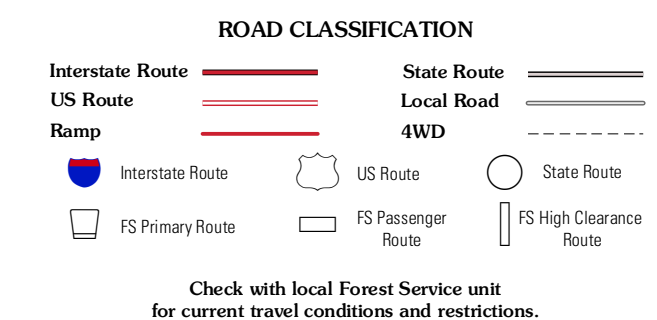 ROAD CLASSIFICATION
Interstate Route
State Route
US Route
Local Road
Ramp
4WD
Interstate Route
US Route
State Route
FS Primary Route
FS Passenger
Route
FS High Clearance
Route
Check with local Forest Service unit
for current travel conditions and restrictions.